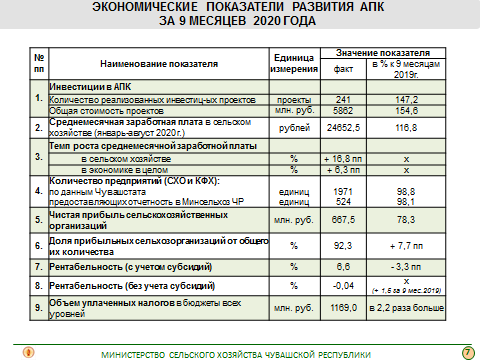 ЭКОНОМИЧЕСКИЕ ПОКАЗАТЕЛИ РАЗВИТИЯ АПК
ЗА 9 МЕСЯЦЕВ 2020 ГОДА
№ пп Наименование показателя Единица измерения Значение показателя
факт в % к 9 месяцам 2019г.
1. Инвестиции в АПК
Количество реализованных инвестиц-ых проектов проекты 241 147,2
Общая стоимость проектов млн. руб. 5862 154,6
2. Среднемесячная заработная плата в сельском хозяйстве (январь-август 2020г.) рублей 24652,5 116,8
3. Темп роста среднемесячной заработной платы
в сельском хозяйстве % + 16,8 пп х
в экономике в целом % + 6,3 пп х
4. Количество предприятий (СХО и КФХ):
по данным Чувашстата единиц 1971 98,8
предоставляющих отчетность в Минсельхоз ЧР единиц 524 98,1
5. Чистая прибыль сельскохозяйственных организаций млн. руб. 667,5 78,3
6. Доля прибыльных сельхозорганизаций от общего их количества % 92,3 + 7,7 пп
7. Рентабельность (с учетом субсидий) % 6,6 - 3,3 пп
8. Рентабельность (без учета субсидий) % -0,04 х
(+ 1,5 за 9 мес.2019)
9. Объем уплаченных налогов в бюджеты всех уровней млн. руб. 1169,0 в 2,2 раза больше
МИНИСТЕРСТВО СЕЛЬСКОГО ХОЗЯЙСТВА ЧУВАШСКОЙ РЕСПУБЛИКИ
7